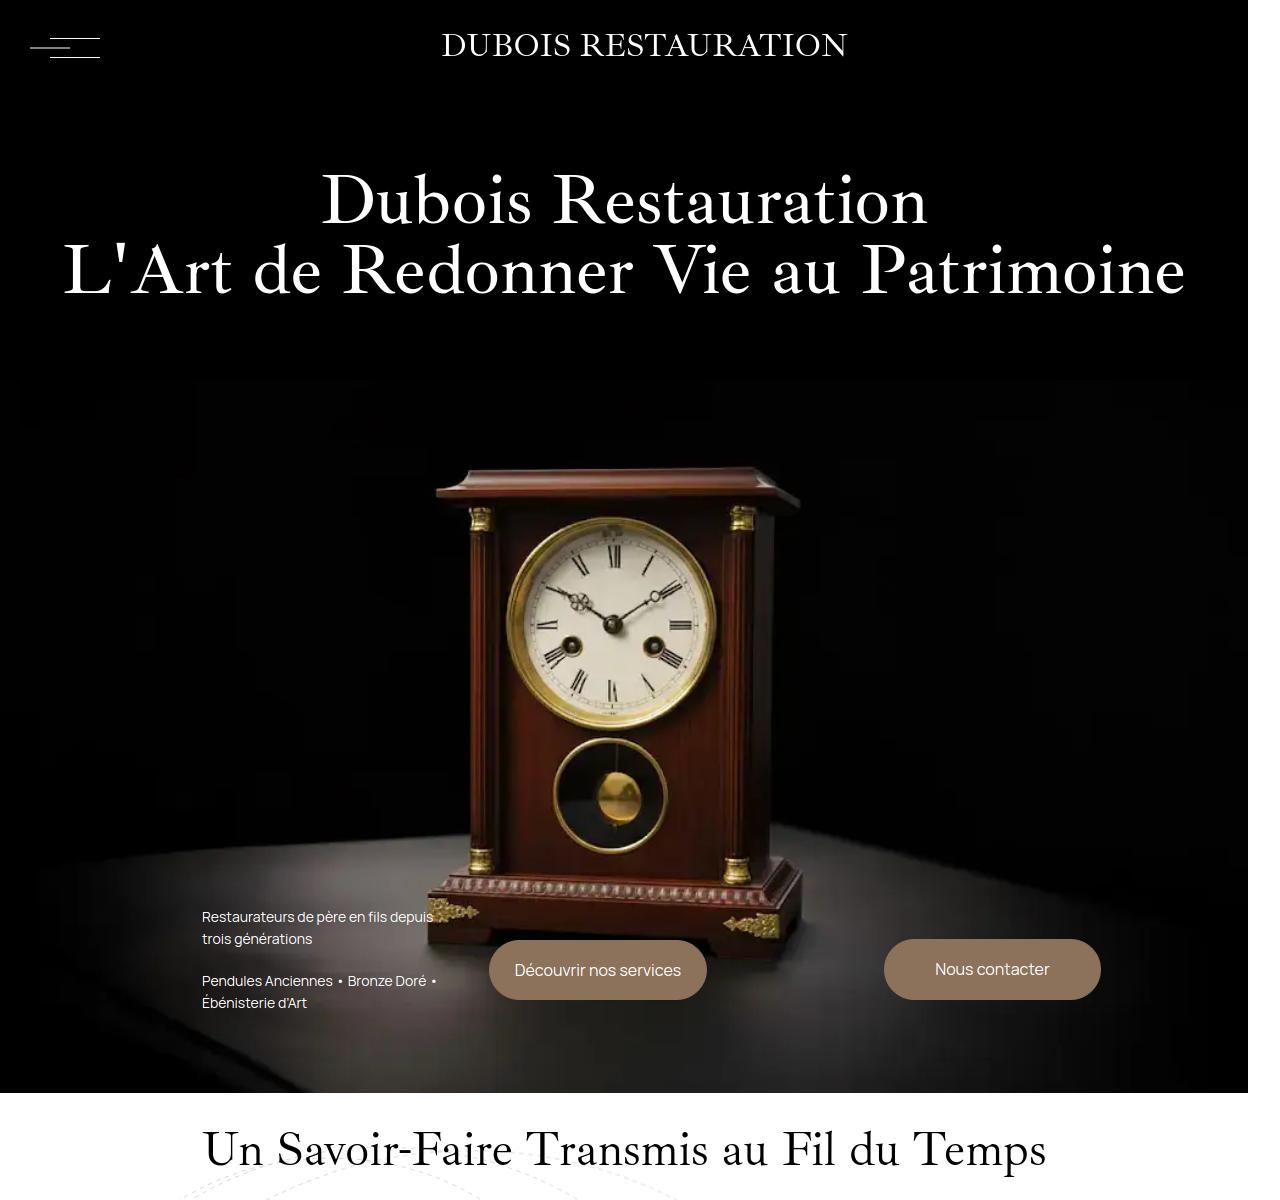 DUBOIS RESTAURATION
Dubois Restauration
L'Art de Redonner Vie au Patrimoine
Restaurateurs de père en fils depuis
trois générations
Pendules Anciennes • Bronze Doré •
Ébénisterie d'Art
Découvrir nos services
Nous contacter
Un Savoir-Faire Transmis au Fil du Temps